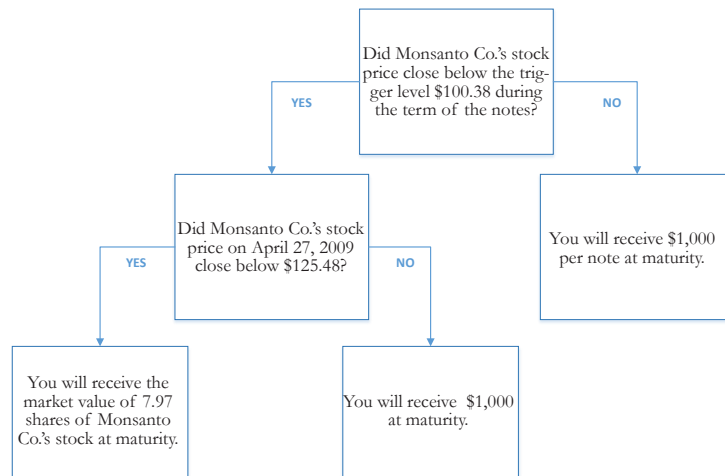 Did Monsanto Co.'s stock
price close below the trig-
ger level $100.38 during
the term of the notes?
YES
NO
Did Monsanto Co.'s stock
price on April 27, 2009
close below $125.48?
You will receive $1,000
per note at maturity.
YES
NO
You will receive the
market value of 7.97
shares of Monsanto
Co.'s stock at maturity.
You will receive $1,000
at maturity.